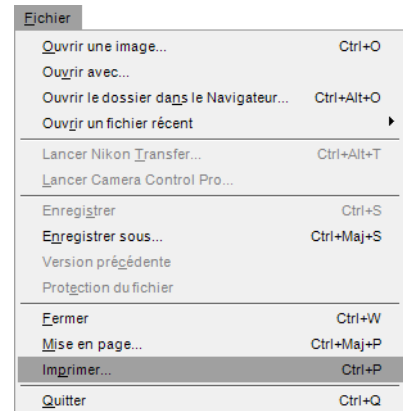 Fichier
Ouvrir une image... Ctrl+O
Ouvrir avec...
Ouvrir le dossier dans le Navigateur... Ctrl+Alt+O
Ouvrir un fichier récent
Lancer Nikon Transfer... Ctrl+Alt+T
Lancer Camera Control Pro...
Enregistrer Ctrl+S
Enregistrer sous... Ctrl+Maj+S
Version précédente
Protection du fichier
Fermer Ctrl+W
Mise en page... Ctrl+Maj+P
Imprimer... Ctrl+P
Quitter Ctrl+Q